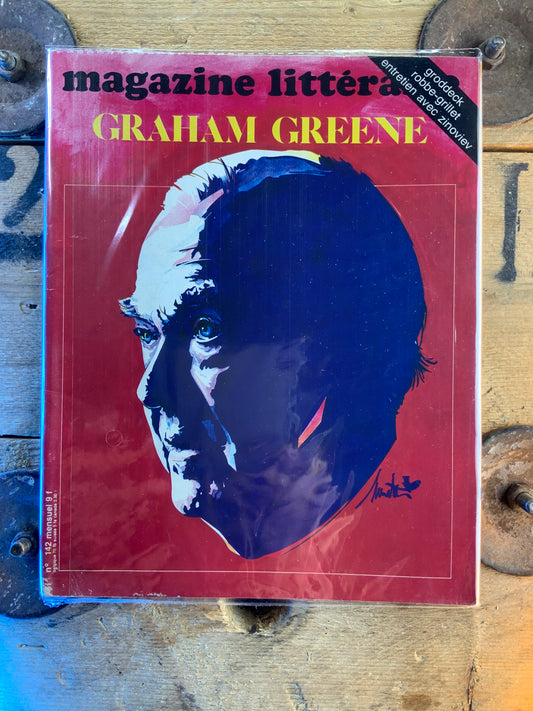 magazine littéra
groddeck
robbe-grillet
entretien avec zinoviev
GRAHAM GREENE
n° 142 mensuel 9 f